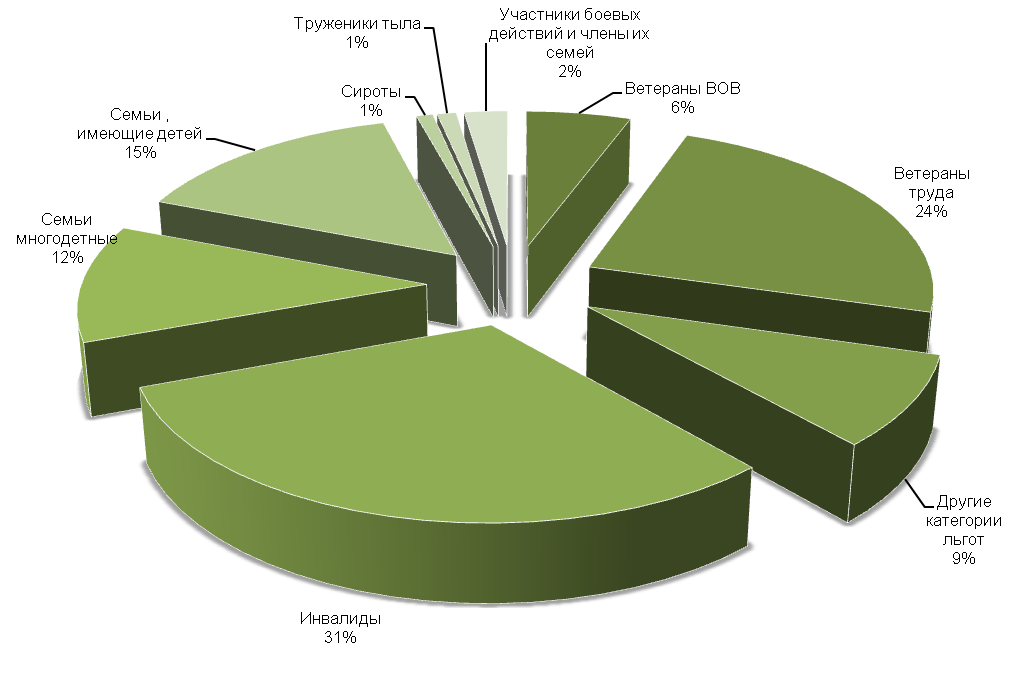 Участники боевых
действий и члены их
семей
2%
Труженики тыла
1%
Ветераны ВОВ
6%
Сироты
1%
Семьи ,
имеющие детей
15%
Ветераны
труда
24%
Семьи
многодетные
12%
Другие
категории
льгот
9%
Инвалиды
31%